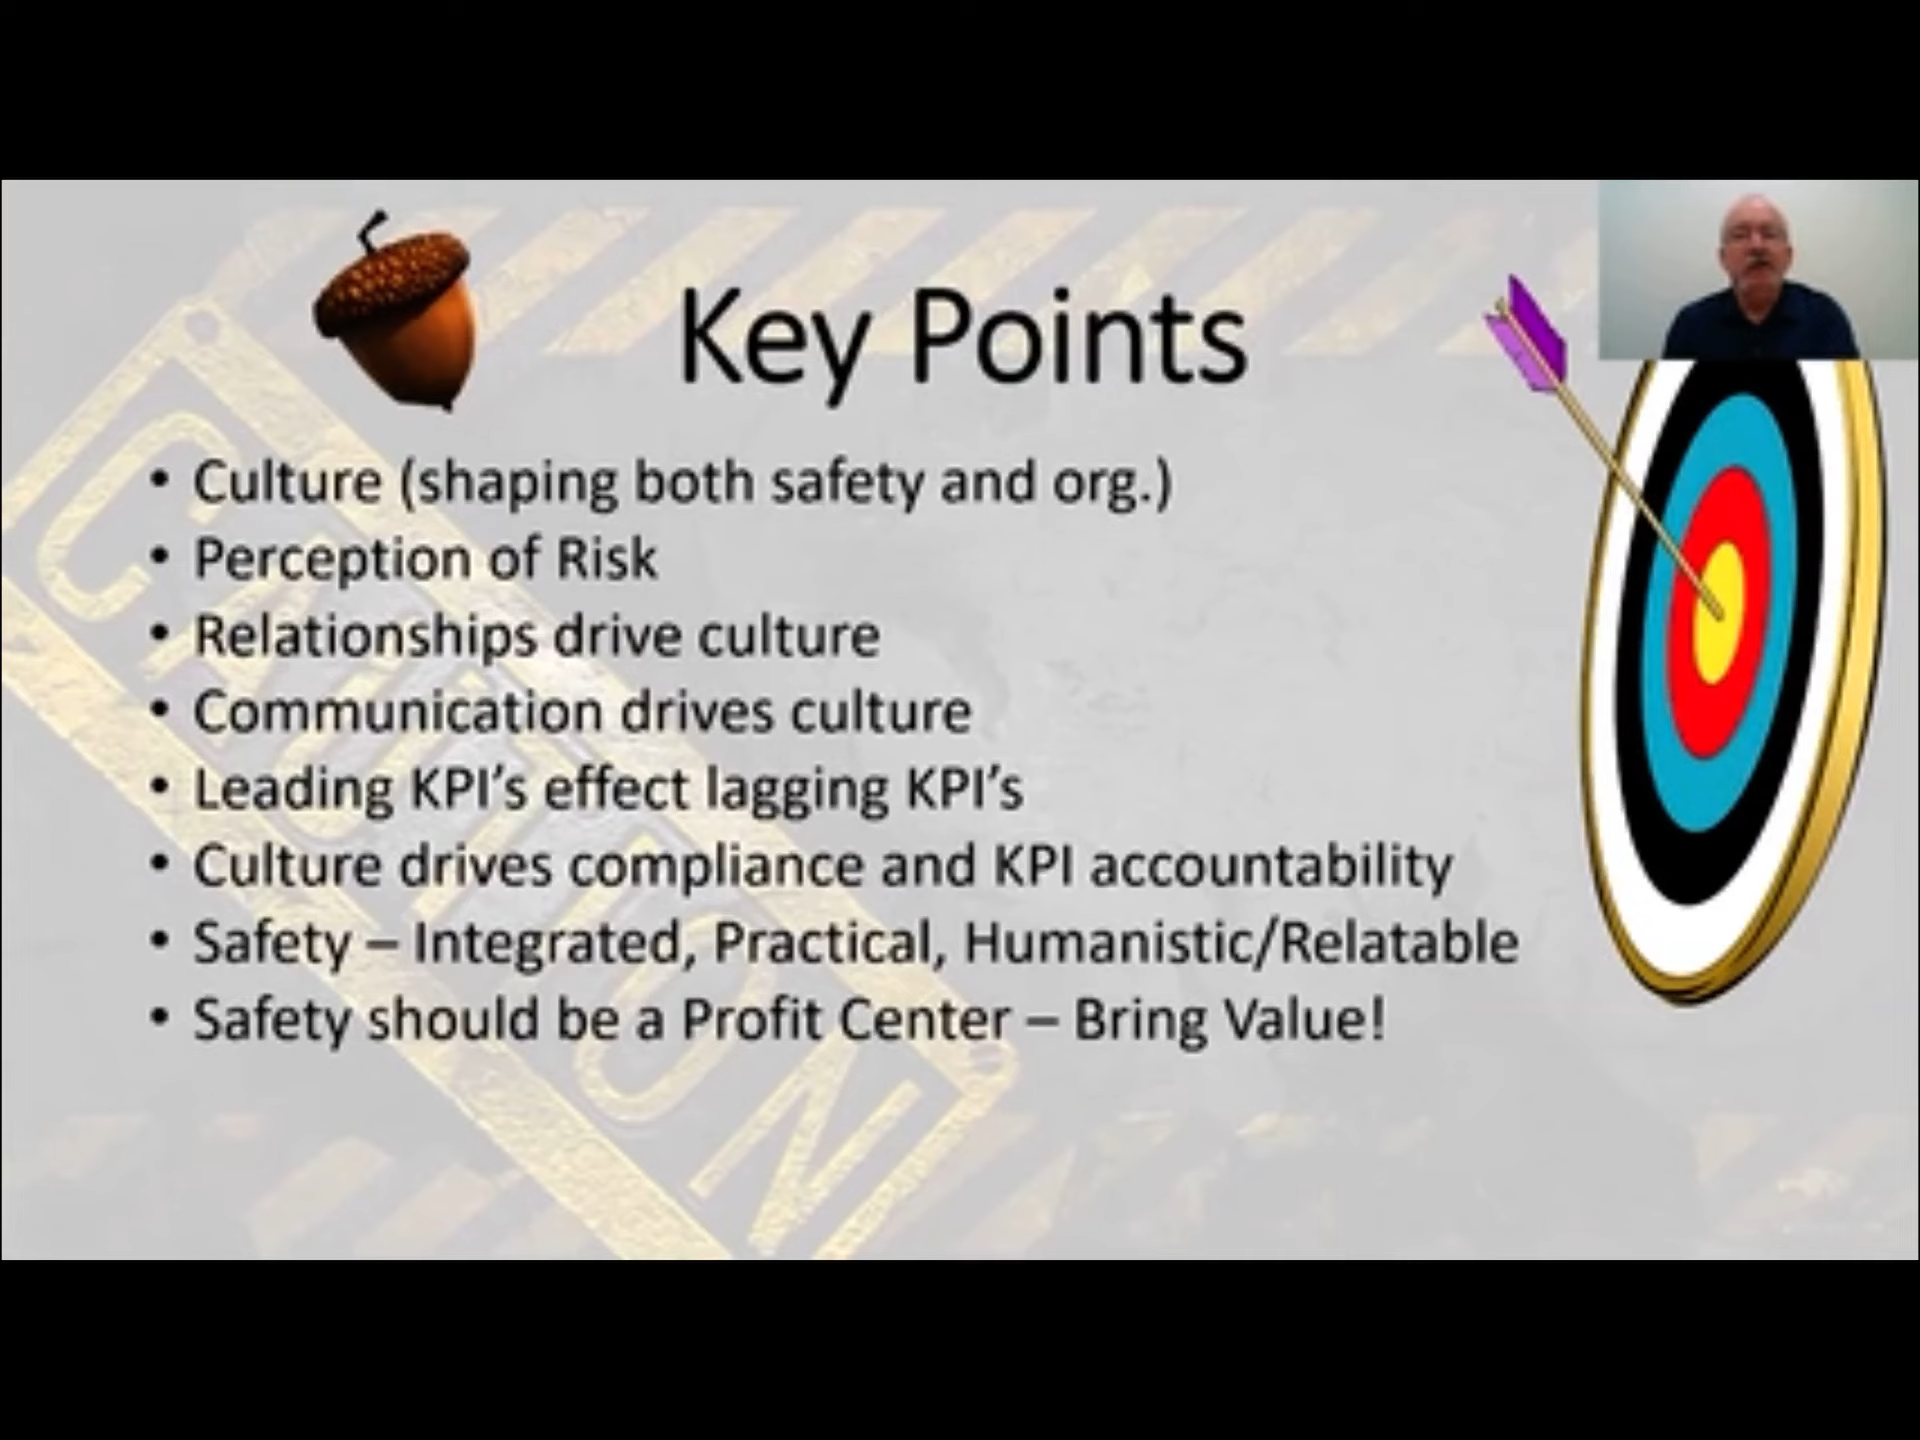 Key Points
• Culture (shaping both safety and org.)
• Perception of Risk
• Relationships drive culture
• Communication drives culture
• Leading KPI’s effect lagging KPI’s
• Culture drives compliance and KPI accountability
• Safety – Integrated, Practical, Humanistic/Relatable
• Safety should be a Profit Center – Bring Value!
CAUTION